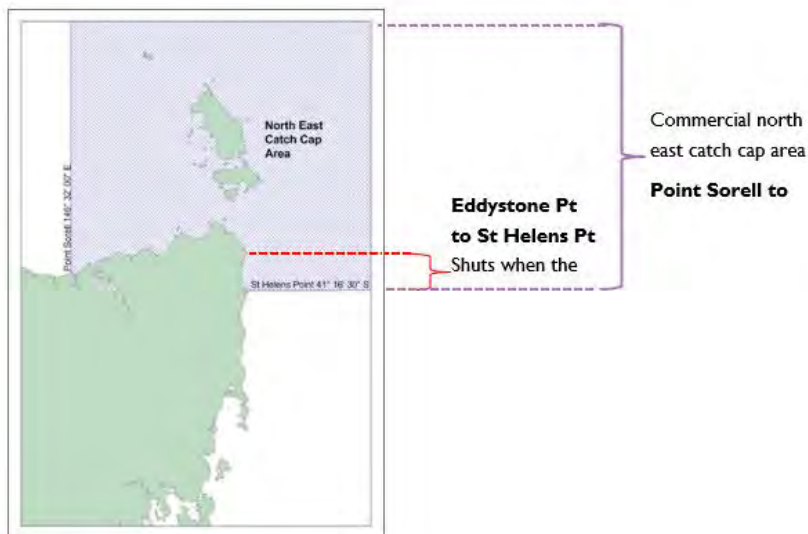 North East
Catch Cap
Area
Point Sorell 146° 32.00' E
St Helens Point 41° 16' 30" S
Eddystone Pt
to St Helens Pt
Shuts when the
Commercial north
east catch cap area
Point Sorell to